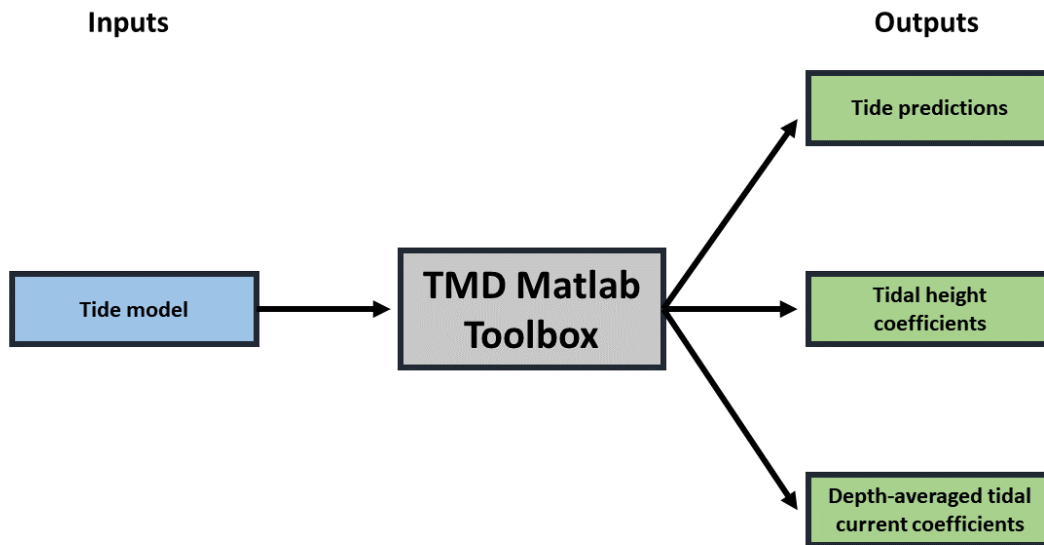 Inputs
Outputs
Tide predictions
Tide model
TMD Matlab
Toolbox
Tidal height
coefficients
Depth-averaged tidal
current coefficients